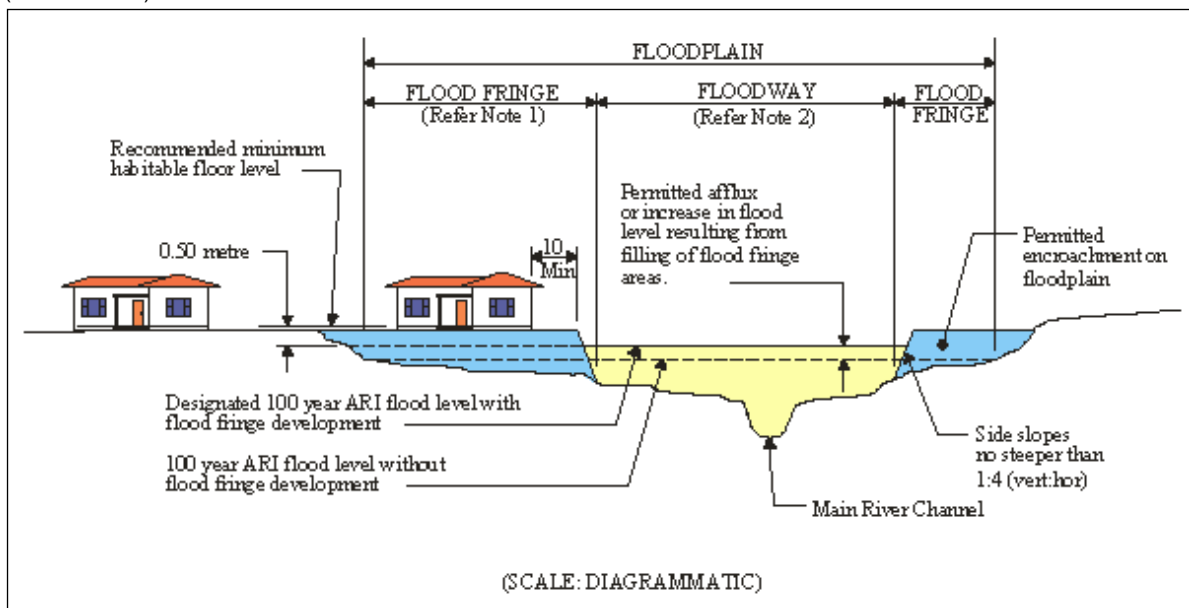 FLOODPLAIN
FLOOD FRINGE
(Refer Note 1)
FLOODWAY
(Refer Note 2)
FLOOD
FRINGE
Recommended minimum
habitable floor level
Permitted afflux
or increase in flood
level resulting from
filling of flood fringe
areas.
0.50 metre
10
Min
Permitted
encroachment on
floodplain
Designated 100 year ARI flood level with
flood fringe development
100 year ARI flood level without
flood fringe development
Side slopes
no steeper than
1:4 (vert:hor)
Main River Channel
(SCALE: DIAGRAMMATIC)